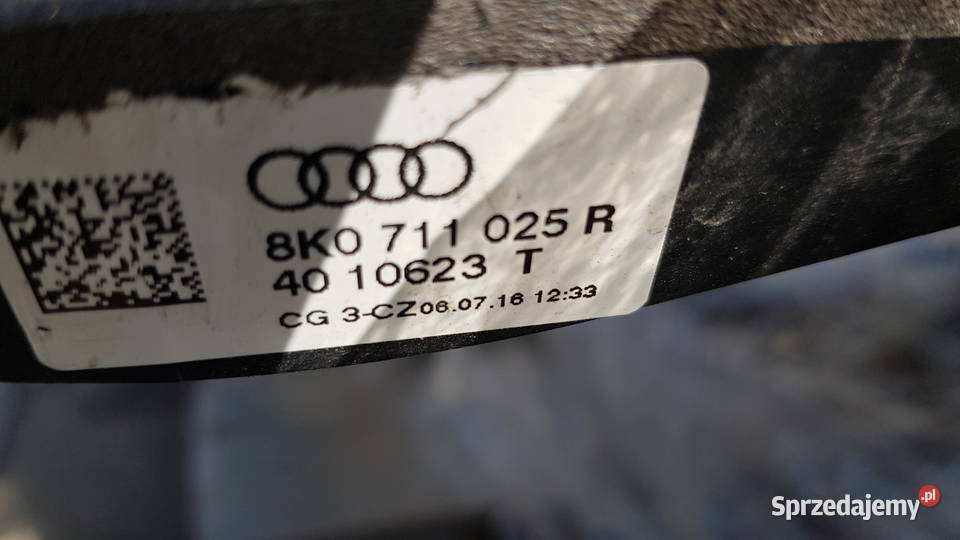 8K0 711 025 R
40 10623 T
CG 3-CZ06.07.16 12:33
Sprzedajemy.pl